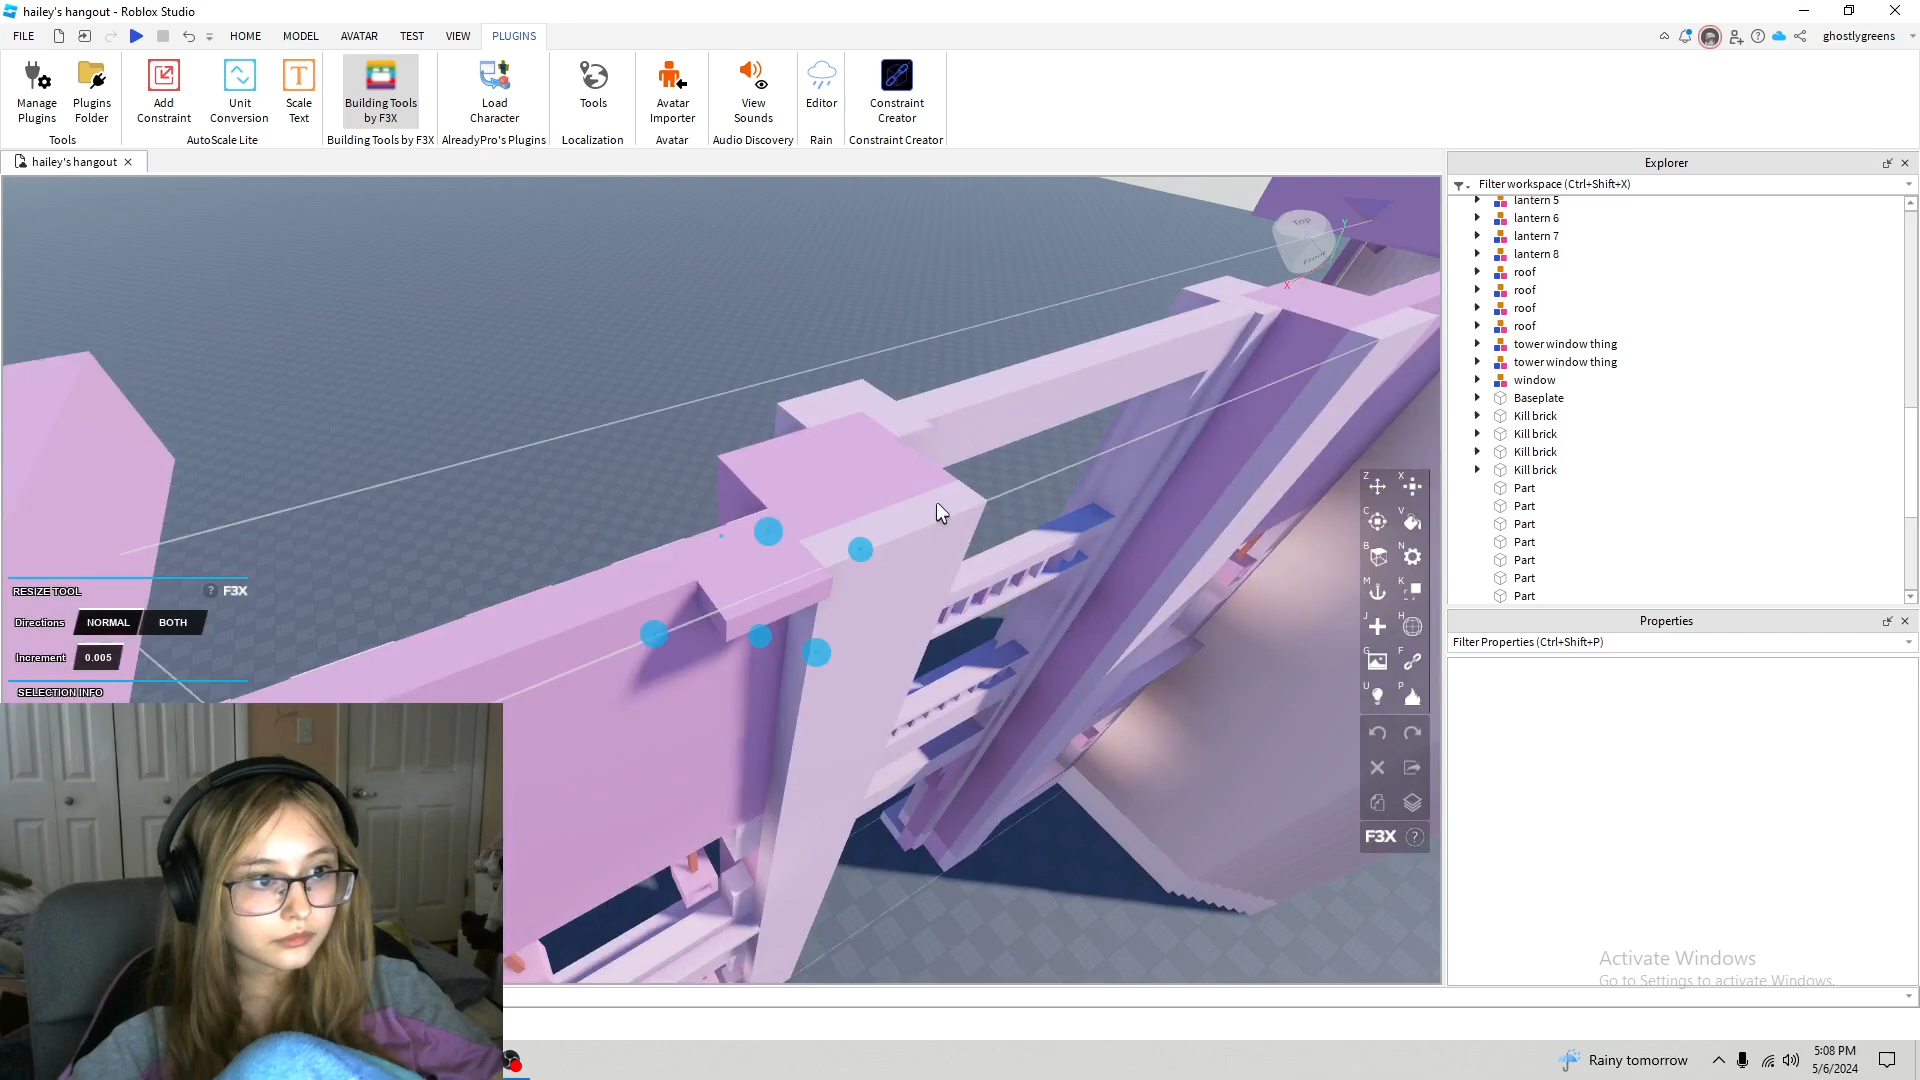 hailey's hangout - Roblox Studio
FILE HOME MODEL AVATAR TEST VIEW PLUGINS ghostlygreens
Manage Plugins
Plugins Folder
Tools
Add Constraint
Unit Conversion
Scale Text
AutoScale Lite
Building Tools by F3X
Building Tools by F3X
Load Character
AlreadyPro's Plugins
Tools
Localization
Avatar Importer
Avatar
View Sounds
Audio Discovery
Editor
Rain
Constraint Creator
Constraint Creator
hailey's hangout
Explorer
Filter workspace (Ctrl+Shift+X)
lantern 5
lantern 6
lantern 7
lantern 8
roof
roof
roof
roof
tower window thing
tower window thing
window
Baseplate
Kill brick
Kill brick
Kill brick
Kill brick
Part
Part
Part
Part
Part
Part
Part
Properties
Filter Properties (Ctrl+Shift+P)
Top
Front
Y
X
Z X
C V
B N
M K
J H
G F
U P
F3X ?
RESIZE TOOL ? F3X
Directions NORMAL BOTH
Increment 0.005
SELECTION INFO
Activate Windows
Go to Settings to activate Windows.
Rainy tomorrow
5:08 PM
5/6/2024